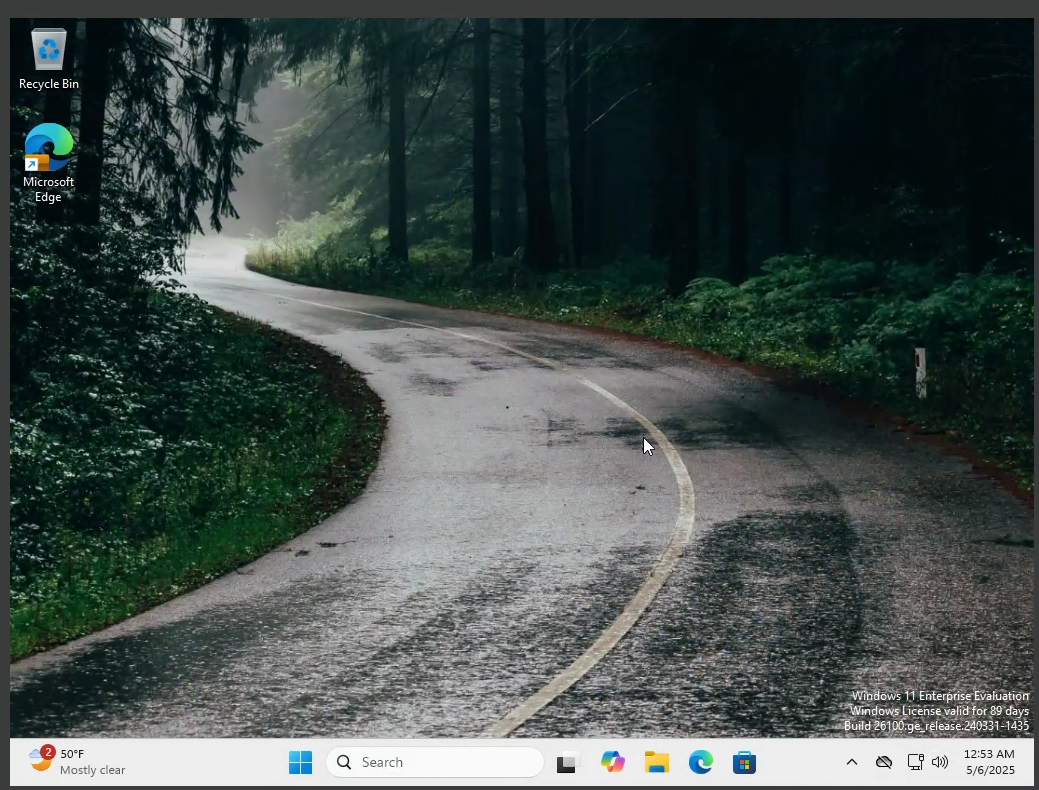 Recycle Bin
Microsoft
Edge
Windows 11 Enterprise Evaluation
Windows License valid for 89 days
Build 26100.ge_release.240331-1435
2
50°F
Mostly clear
Search
12:53 AM
5/6/2025